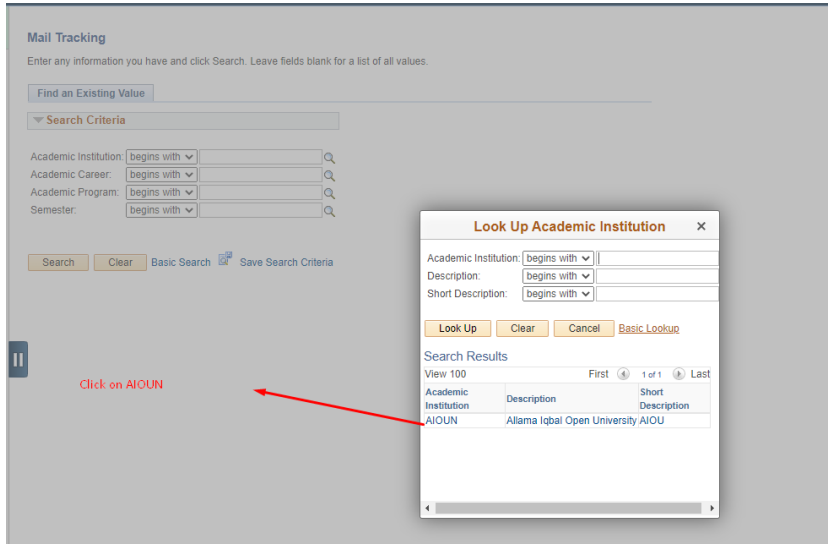 Mail Tracking
Enter any information you have and click Search. Leave fields blank for a list of all values.
Find an Existing Value
Search Criteria
Academic Institution: begins with
Academic Career: begins with
Academic Program: begins with
Semester: begins with
Search Clear Basic Search Save Search Criteria
Click on AIOUN
Look Up Academic Institution ×
Academic Institution: begins with
Description: begins with
Short Description: begins with
Look Up Clear Cancel Basic Lookup
Search Results
View 100 First 1 of 1 Last
Academic Institution Description Short Description
AIOUN Allama Iqbal Open University AIOU